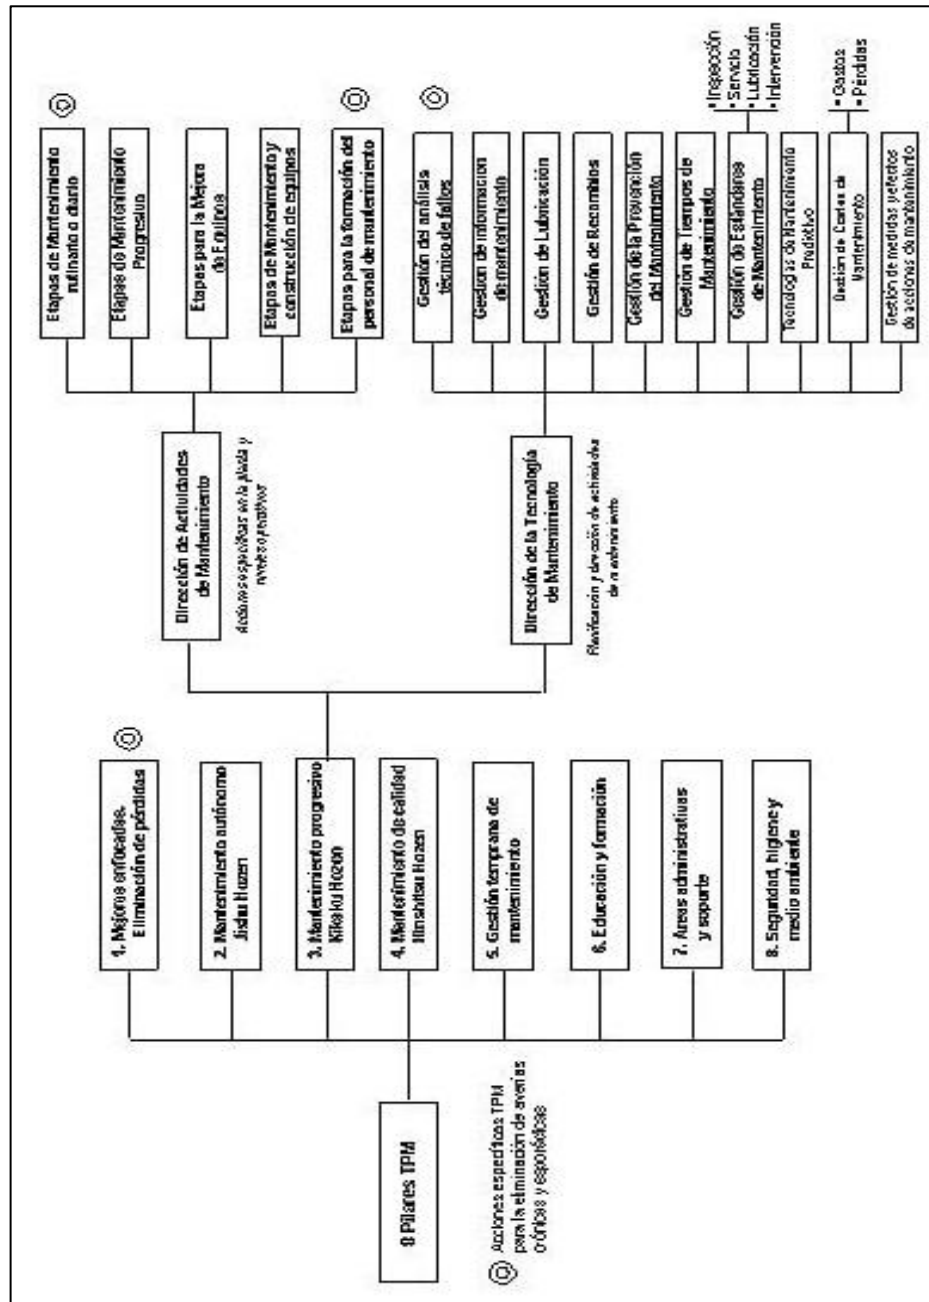 8 Pilares TPM
Acciones específicas TPM
para la eliminación de averías
crónicas y esporádicas
1. Mejoras enfocadas.
Eliminación de pérdidas
2. Mantenimiento autónomo
Jishu Hozen
3. Mantenimiento progresivo
Kikaku Hozen
4. Mantenimiento de calidad
Hinshitsu Hozen
5. Gestión temprana de
mantenimiento
6. Educación y formación
7. Areas administrativas
y soporte
8. Seguridad, higiene y
medio ambiente
Dirección de Actividades
de Mantenimiento
Acciones específicas en la planta y
niveles operativos
Dirección de la Tecnología
de Mantenimiento
Planificación y dirección de actividades
de mantenimiento
Etapas de Mantenimiento
rutinario o diario
Etapas de Mantenimiento
Progresivo
Etapas para la Mejora
de Equipos
Etapas de Mantenimiento y
construcción de equipos
Etapas para la formación del
personal de mantenimiento
Gestión del análisis
técnico de fallos
Gestión de información
de mantenimiento
Gestión de Lubricación
Gestión de Recambios
Gestión de la Prevención
del Mantenimiento
Gestión de Tiempos de
Mantenimiento
Gestión de Estándares
de Mantenimiento
• Inspección
• Servicio
• Lubricación
• Intervención
Tecnologías de Mantenimiento
Predictivo
Gestión de Costes de
Mantenimiento
• Gastos
• Pérdidas
Gestión de medidas y efectos
de acciones de mantenimiento